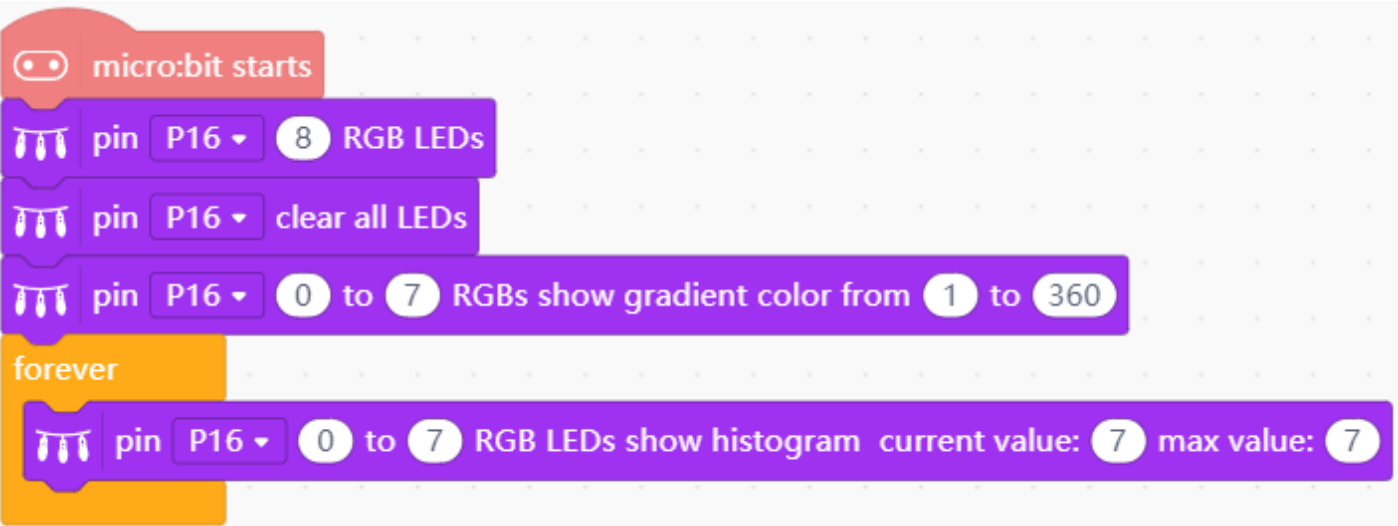 micro:bit starts
pin P16 8 RGB LEDs
pin P16 clear all LEDs
pin P16 0 to 7 RGBs show gradient color from 1 to 360
forever
pin P16 0 to 7 RGB LEDs show histogram current value: 7 max value: 7